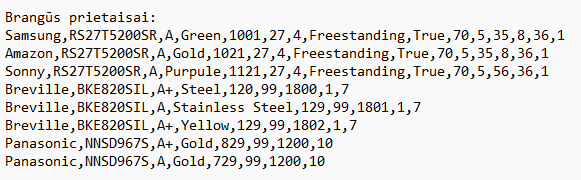 Brangūs prietaisai:
Samsung,RS27T5200SR,A,Green,1001,27,4,Freestanding,True,70,5,35,8,36,1
Amazon,RS27T5200SR,A,Gold,1021,27,4,Freestanding,True,70,5,35,8,36,1
Sonny,RS27T5200SR,A,Purpule,1121,27,4,Freestanding,True,70,5,56,36,1
Breville,BKE820SIL,A+,Steel,120,99,1800,1,7
Breville,BKE820SIL,A,Stainless Steel,129,99,1801,1,7
Breville,BKE820SIL,A+,Yellow,129,99,1802,1,7
Panasonic,NNSD967S,A+,Gold,829,99,1200,10
Panasonic,NNSD967S,A,Gold,729,99,1200,10